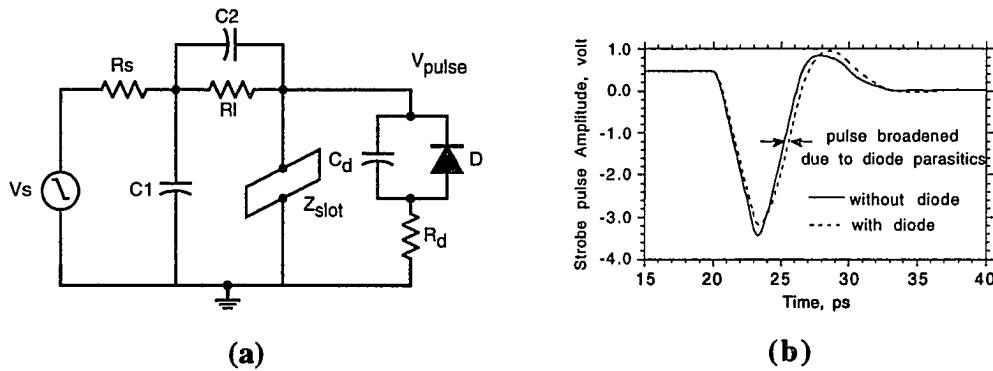 C2
Rs
Rl
Vpulse
Vs
C1
Zslot
Cd
D
Rd
(a)
Strobe pulse Amplitude, volt
1.0
0.0
-1.0
-2.0
-3.0
-4.0
pulse broadened
due to diode parasitics
without diode
with diode
15 20 25 30 35 40
Time, ps
(b)